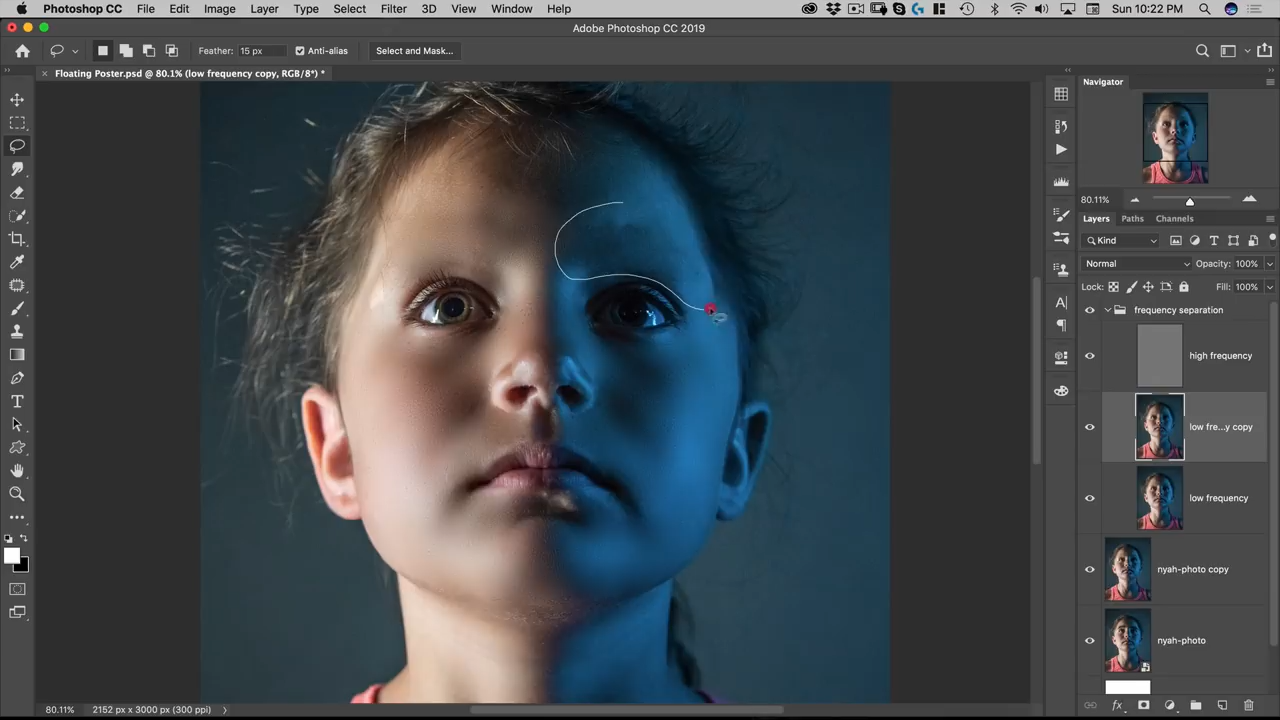 Photoshop CC File Edit Image Layer Type Select Filter 3D View Window Help Sun 10:22 PM
Adobe Photoshop CC 2019
Feather: 15 px Anti-alias Select and Mask...
Floating Poster.psd @ 80.1% (low frequency copy, RGB/8*) *
Navigator
80.11%
Layers Paths Channels
Kind
Normal Opacity: 100%
Lock: Fill: 100%
frequency separation
high frequency
low fre...y copy
low frequency
nyah-photo copy
nyah-photo
80.11% 2152 px x 3000 px (300 ppi)